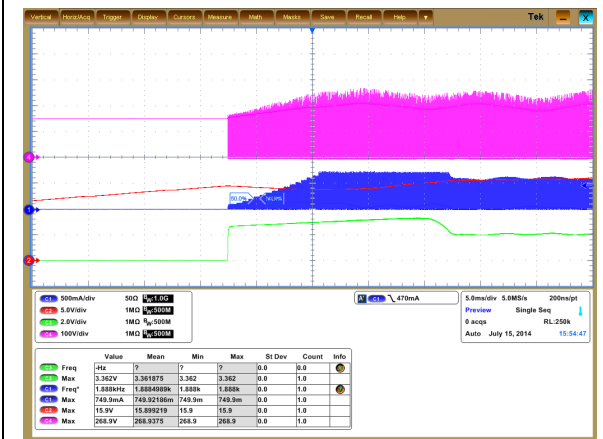 Vertical Horiz/Acq Trigger Display Cursors Measure Math Masks Save Recall Help Tek X
4
80.0%
1
2
C1 500mA/div 50Ω BW:1.0G
C2 5.0V/div 1MΩ BW:500M
C3 2.0V/div 1MΩ BW:500M
C4 100V/div 1MΩ BW:500M
A' C1 470mA
5.0ms/div 5.0MS/s 200ns/pt
Preview Single Seq
0 acqs RL:250k
Auto July 15, 2014 15:54:47
Value Mean Min Max St Dev Count Info
C3 Freq -Hz ? ? ? 0.0 0.0
C3 Max 3.362V 3.361875 3.362 3.362 0.0 1.0
C1 Freq* 1.888kHz 1.8884989k 1.888k 1.888k 0.0 1.0
C1 Max 749.9mA 749.92186m 749.9m 749.9m 0.0 1.0
C2 Max 15.9V 15.899219 15.9 15.9 0.0 1.0
C4 Max 268.9V 268.9375 268.9 268.9 0.0 1.0